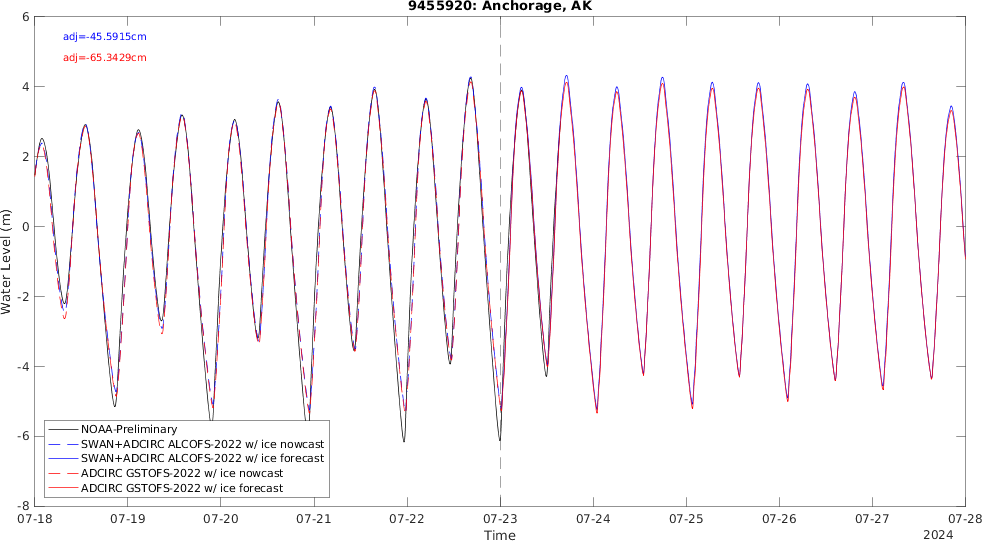 9455920: Anchorage, AK
adj=-45.5915cm
adj=-65.3429cm
6
4
2
0
-2
-4
-6
-8
Water Level (m)
NOAA-Preliminary
SWAN+ADCIRC ALCOFS-2022 w/ ice nowcast
SWAN+ADCIRC ALCOFS-2022 w/ ice forecast
ADCIRC GSTOFS-2022 w/ ice nowcast
ADCIRC GSTOFS-2022 w/ ice forecast
07-18 07-19 07-20 07-21 07-22 07-23 07-24 07-25 07-26 07-27 07-28
Time
2024